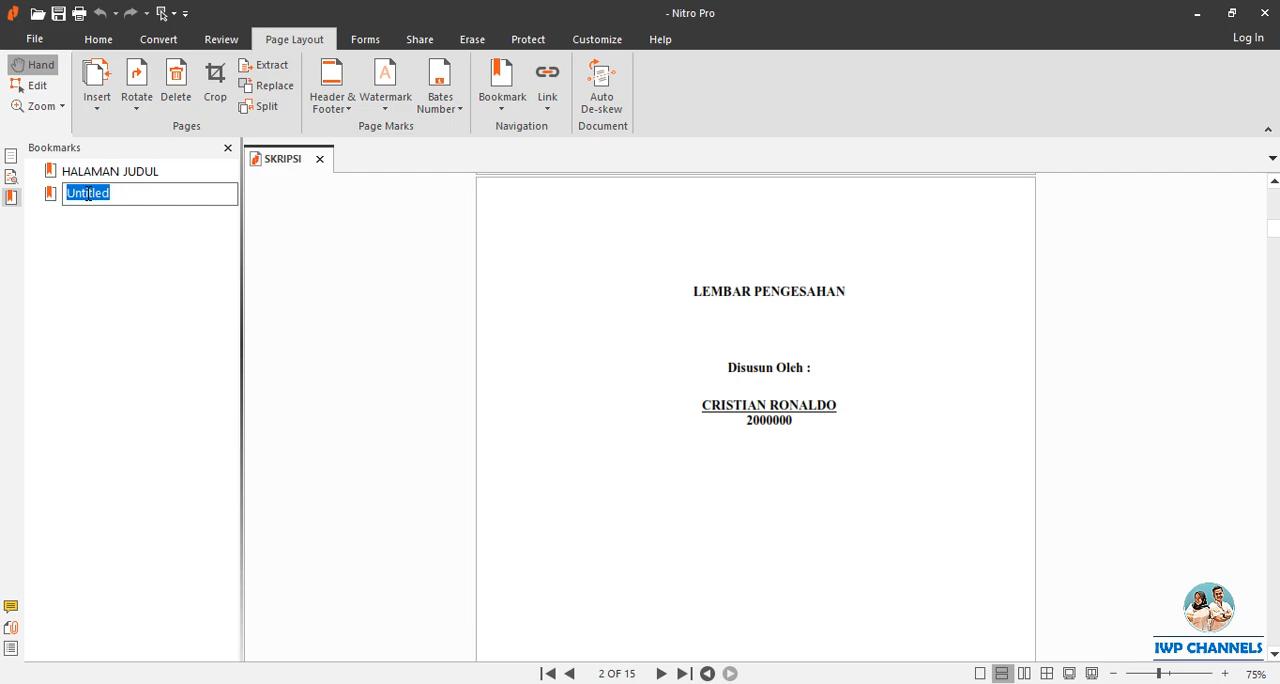 - Nitro Pro
File Home Convert Review Page Layout Forms Share Erase Protect Customize Help Log In
Hand
Edit
Zoom
Insert Rotate Delete Crop
Extract
Replace
Split
Pages
Header & Footer
Watermark
Bates Number
Page Marks
Bookmark Link
Navigation
Auto De-skew
Document
Bookmarks
HALAMAN JUDUL
Untitled
SKRIPSI
LEMBAR PENGESAHAN
Disusun Oleh :
CRISTIAN RONALDO
2000000
IWP CHANNELS
2 OF 15
75%